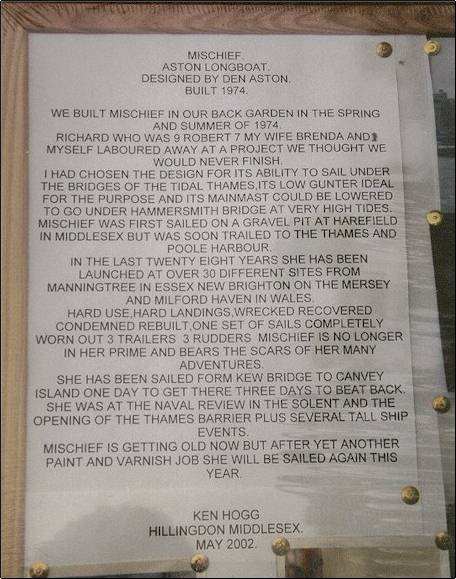 MISCHIEF.
ASTON LONGBOAT.
DESIGNED BY DEN ASTON.
BUILT 1974.
WE BUILT MISCHIEF IN OUR BACK GARDEN IN THE SPRING
AND SUMMER OF 1974.
RICHARD WHO WAS 9 ROBERT 7 MY WIFE BRENDA AND
MYSELF LABOURED AWAY AT A PROJECT WE THOUGHT WE
WOULD NEVER FINISH.
I HAD CHOSEN THE DESIGN FOR ITS ABILITY TO SAIL UNDER
THE BRIDGES OF THE TIDAL THAMES,ITS LOW GUNTER IDEAL
FOR THE PURPOSE AND ITS MAINMAST COULD BE LOWERED
TO GO UNDER HAMMERSMITH BRIDGE AT VERY HIGH TIDES.
MISCHIEF WAS FIRST SAILED ON A GRAVEL PIT AT HAREFIELD
IN MIDDLESEX BUT WAS SOON TRAILED TO THE THAMES AND
POOLE HARBOUR.
IN THE LAST TWENTY EIGHT YEARS SHE HAS BEEN
LAUNCHED AT OVER 30 DIFFERENT SITES FROM
MANNINGTREE IN ESSEX NEW BRIGHTON ON THE MERSEY
AND MILFORD HAVEN IN WALES.
HARD USE,HARD LANDINGS,WRECKED RECOVERED
CONDEMNED REBUILT,ONE SET OF SAILS COMPLETELY
WORN OUT 3 TRAILERS 3 RUDDERS MISCHIEF IS NO LONGER
IN HER PRIME AND BEARS THE SCARS OF HER MANY
ADVENTURES.
SHE HAS BEEN SAILED FORM KEW BRIDGE TO CANVEY
ISLAND ONE DAY TO GET THERE THREE DAYS TO BEAT BACK.
SHE WAS AT THE NAVAL REVIEW IN THE SOLENT AND THE
OPENING OF THE THAMES BARRIER PLUS SEVERAL TALL SHIP
EVENTS.
MISCHIEF IS GETTING OLD NOW BUT AFTER YET ANOTHER
PAINT AND VARNISH JOB SHE WILL BE SAILED AGAIN THIS
YEAR.
KEN HOGG
HILLINGDON MIDDLESEX.
MAY 2002.